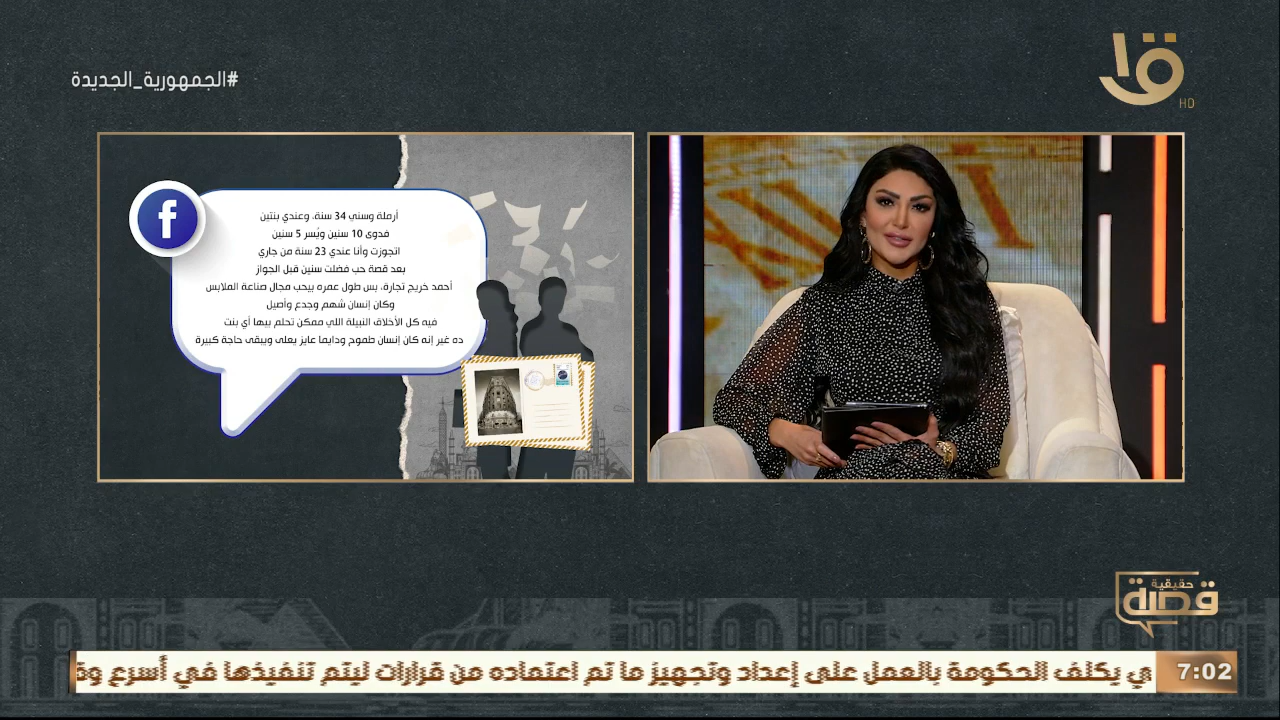 #الجمهورية_الجديدة
HD
أرملة وسني 34 سنة، وعندي بنتين
فدوى 10 سنين ويُسر 5 سنين
اتجوزت وأنا عندي 23 سنة من جاري
بعد قصة حب فضلت سنين قبل الجواز
أحمد خريج تجارة، بس طول عمره بيحب مجال صناعة الملابس
وكان إنسان شهم وجدع وأصيل
فيه كل الأخلاق النبيلة اللي ممكن تحلم بيها أي بنت
ده غير إنه كان إنسان طموح ودايما عايز يعلى ويبقى حاجة كبيرة
قصة
حقيقية
ي يكلف الحكومة بالعمل على إعداد وتجهيز ما تم اعتماده من قرارات ليتم تنفيذها في أسرع
7:02